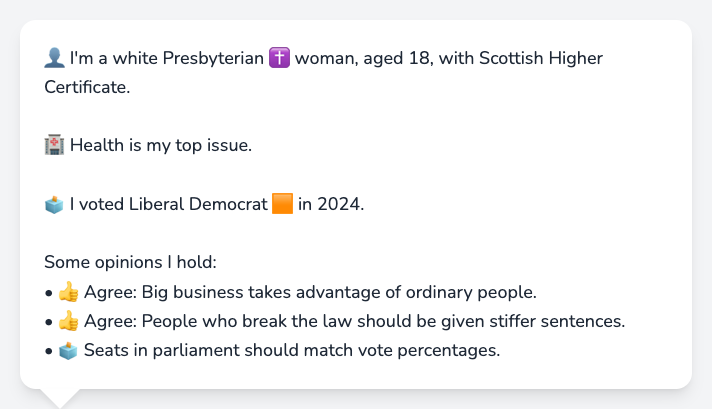 👤 I'm a white Presbyterian ✝️ woman, aged 18, with Scottish Higher
Certificate.
🏥 Health is my top issue.
🗳️ I voted Liberal Democrat 🟧 in 2024.
Some opinions I hold:
• 👍 Agree: Big business takes advantage of ordinary people.
• 👍 Agree: People who break the law should be given stiffer sentences.
• 🗳️ Seats in parliament should match vote percentages.